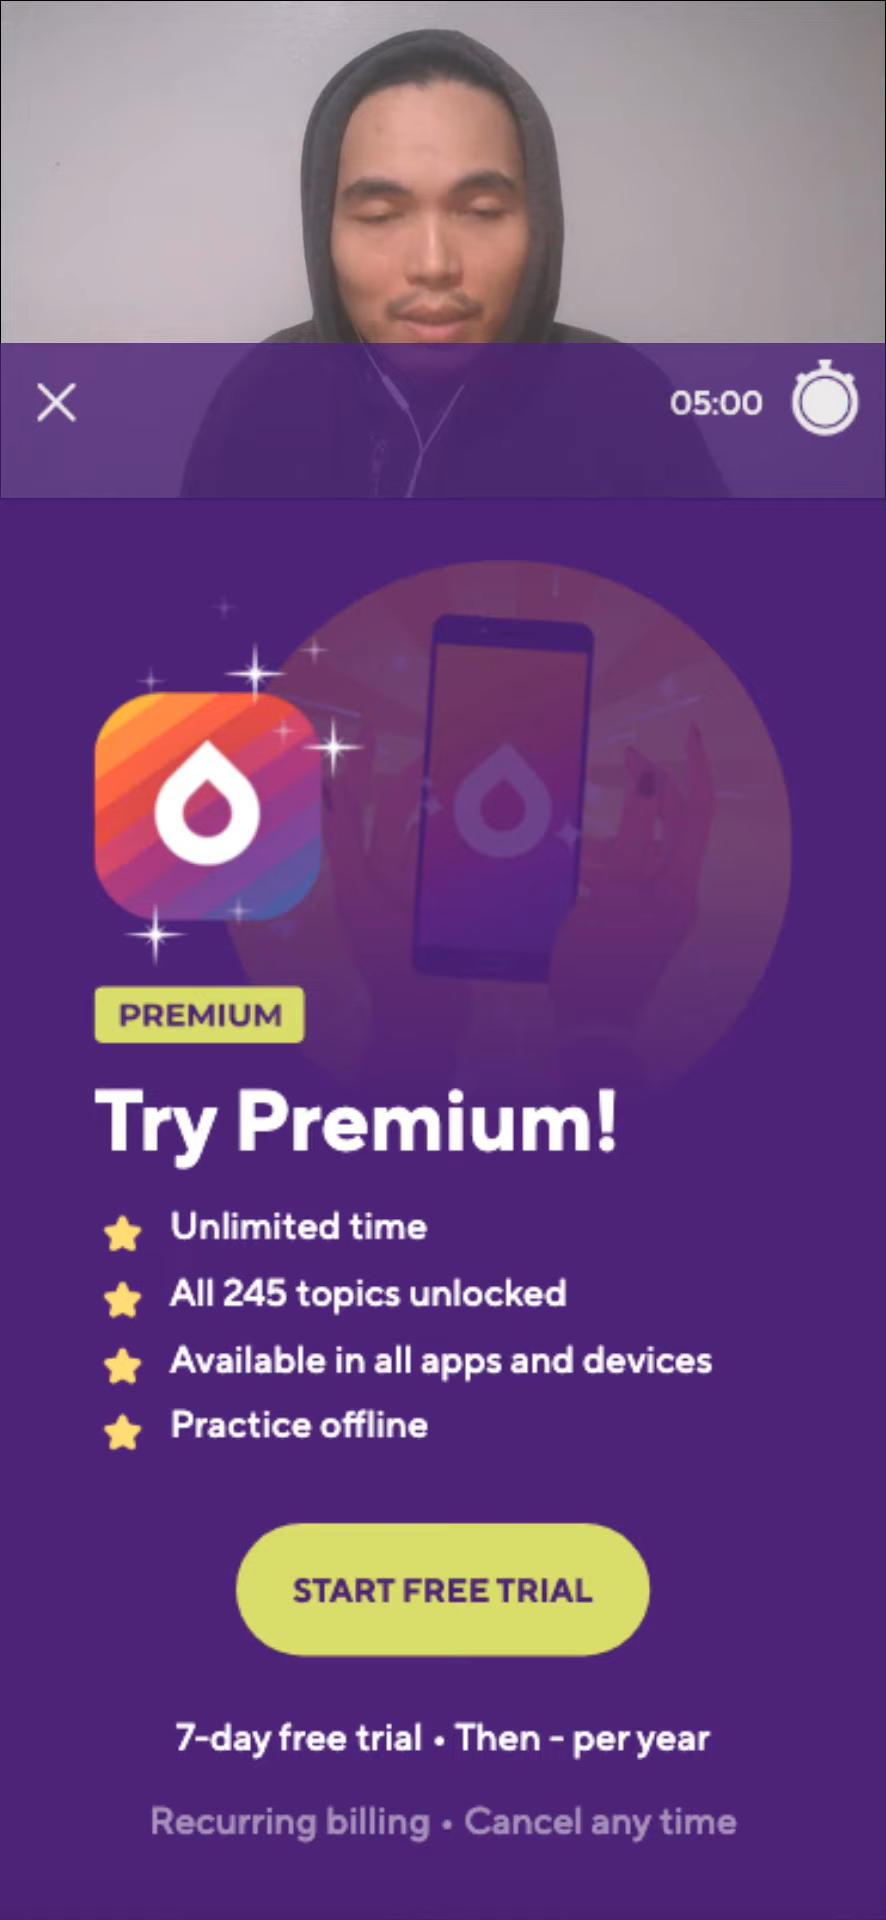 05:00
PREMIUM
Try Premium!
Unlimited time
All 245 topics unlocked
Available in all apps and devices
Practice offline
START FREE TRIAL
7-day free trial • Then - per year
Recurring billing • Cancel any time